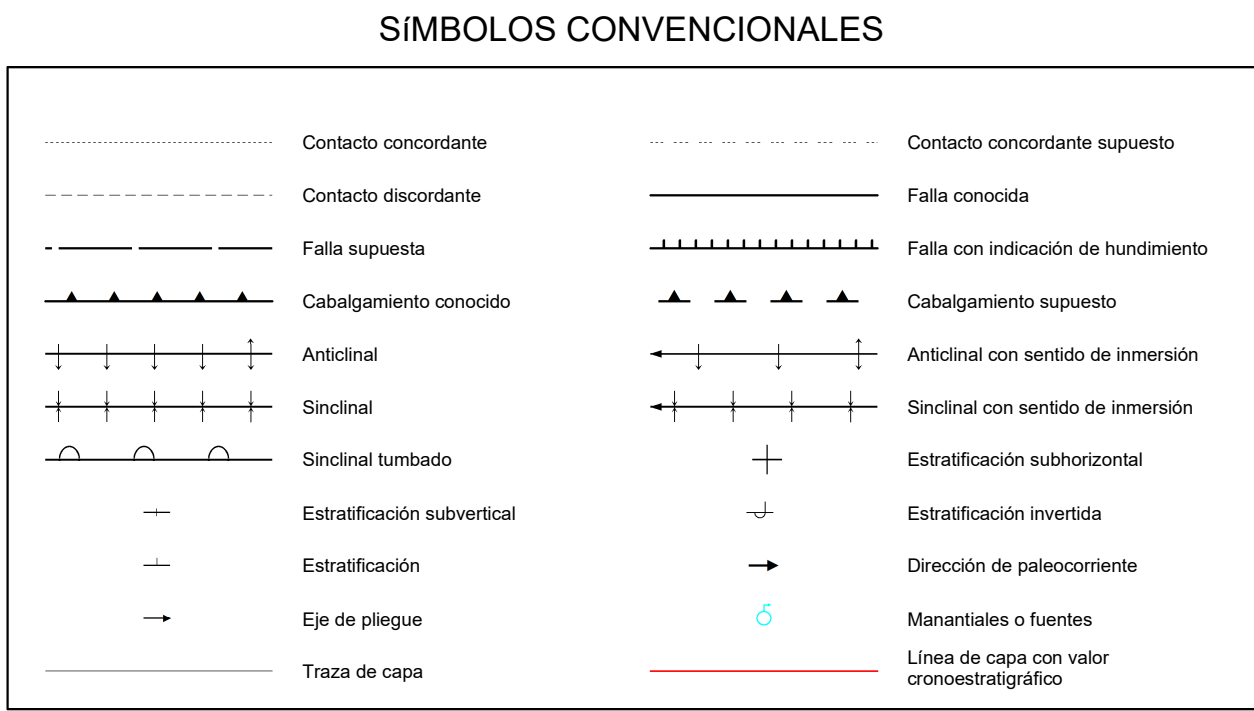 SíMBOLOS CONVENCIONALES
Contacto concordante
Contacto concordante supuesto
Contacto discordante
Falla conocida
Falla supuesta
Falla con indicación de hundimiento
Cabalgamiento conocido
Cabalgamiento supuesto
Anticlinal
Anticlinal con sentido de inmersión
Sinclinal
Sinclinal con sentido de inmersión
Sinclinal tumbado
Estratificación subhorizontal
Estratificación subvertical
Estratificación invertida
Estratificación
Dirección de paleocorriente
Eje de pliegue
Manantiales o fuentes
Traza de capa
Línea de capa con valor
cronoestratigráfico